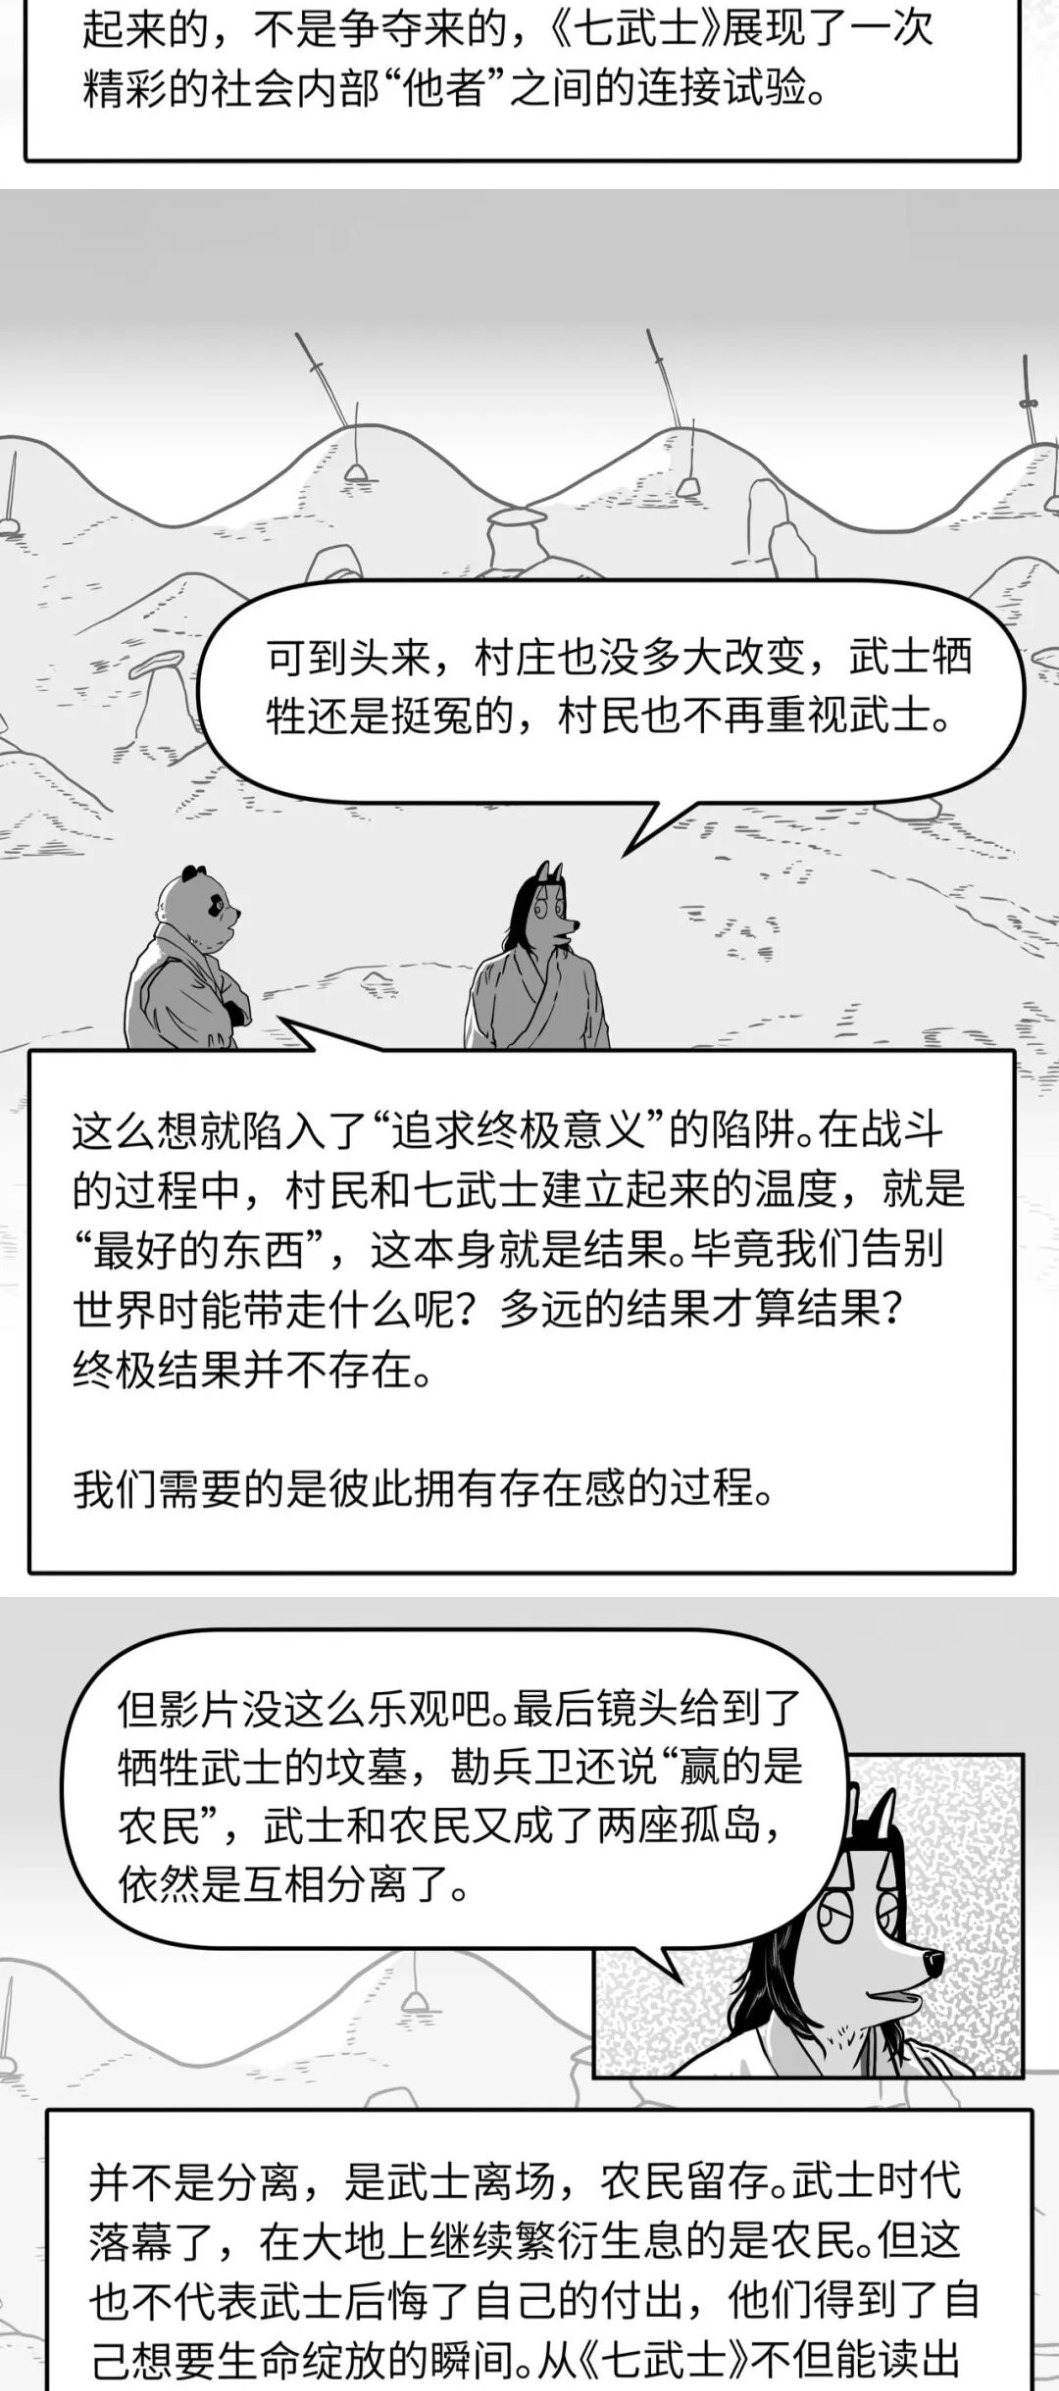 起来的，不是争夺来的，《七武士》展现了一次
精彩的社会内部“他者”之间的连接试验。
可到头来，村庄也没多大改变，武士牺
牲还是挺冤的，村民也不再重视武士。
这么想就陷入了“追求终极意义”的陷阱。在战斗
的过程中，村民和七武士建立起来的温度，就是
“最好的东西”，这本身就是结果。毕竟我们告别
世界时能带走什么呢？多远的结果才算结果？
终极结果并不存在。
我们需要的是彼此拥有存在感的过程。
但影片没这么乐观吧。最后镜头给到了
牺牲武士的坟墓，勘兵卫还说“赢的是
农民”，武士和农民又成了两座孤岛，
依然是互相分离了。
并不是分离，是武士离场，农民留存。武士时代
落幕了，在大地上继续繁衍生息的是农民。但这
也不代表武士后悔了自己的付出，他们得到了自
己想要生命绽放的瞬间。从《七武士》不但能读出